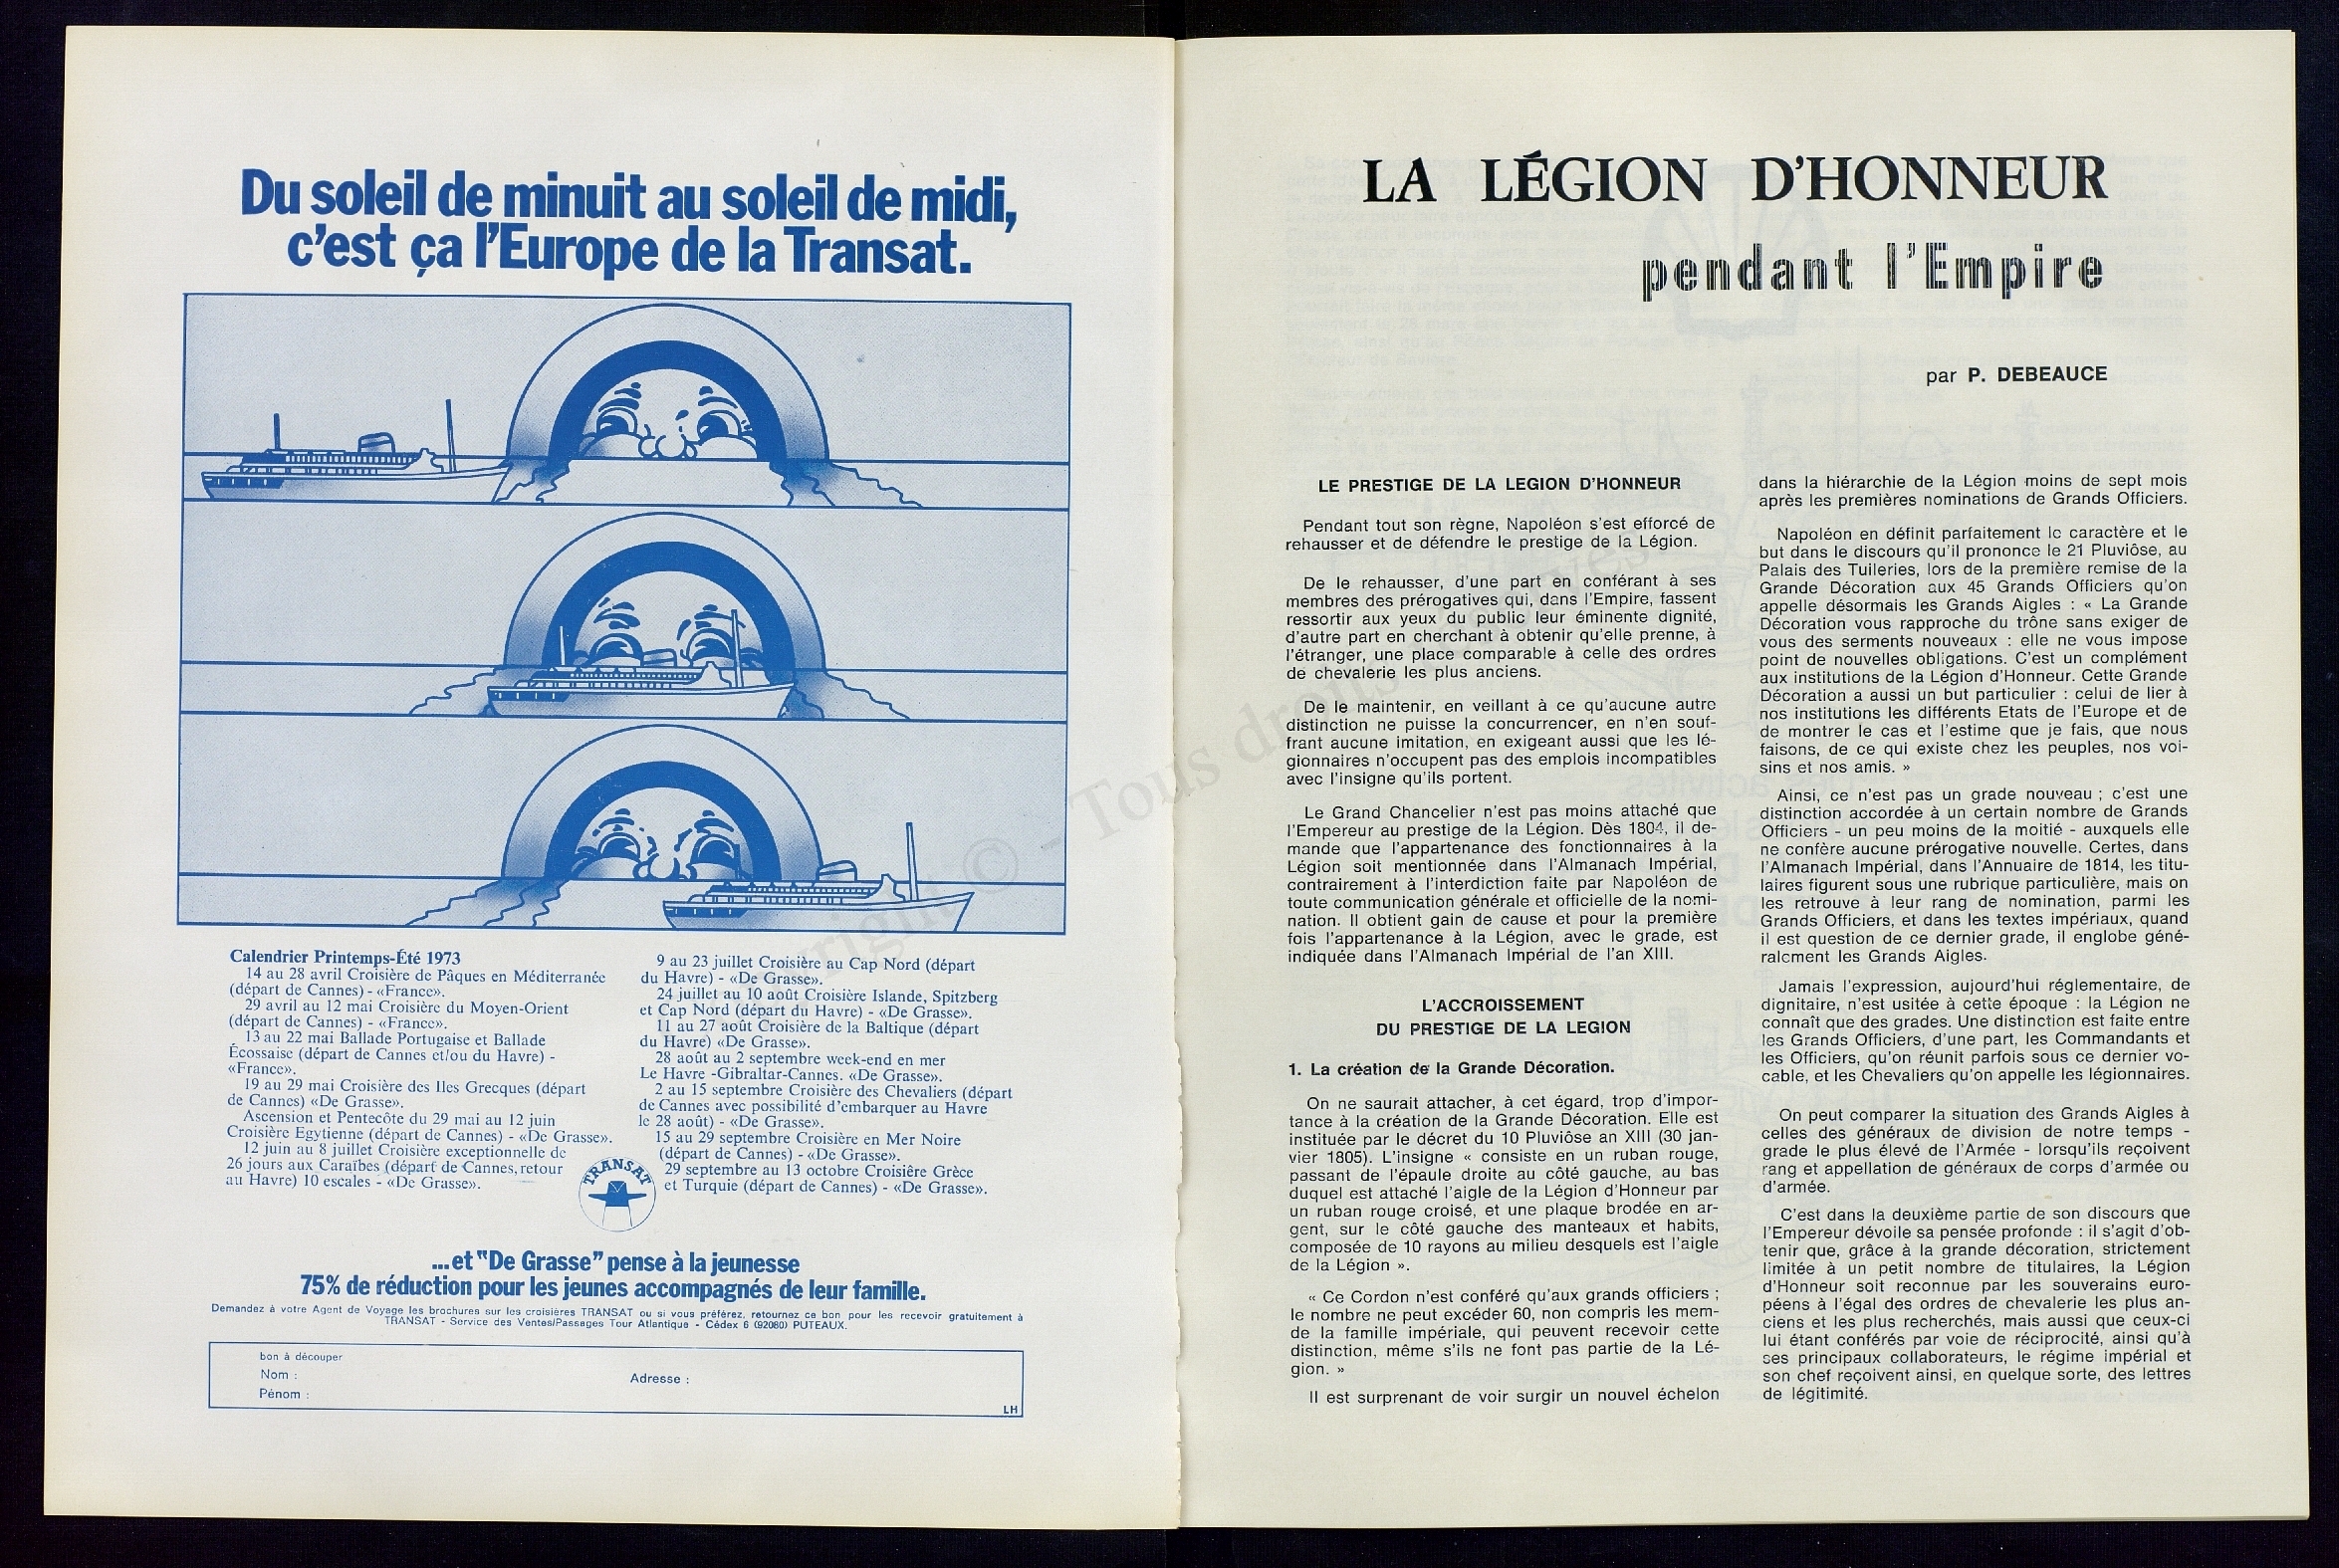 Du soleil de minuit au soleil de midi,
c'est ça l'Europe de la Transat.
Calendrier Printemps-Été 1973
14 au 28 avril Croisière de Pâques en Méditerranée
(départ de Cannes) - «France».
29 avril au 12 mai Croisière du Moyen-Orient
(départ de Cannes) - «France».
13 au 22 mai Ballade Portugaise et Ballade
Écossaise (départ de Cannes et/ou du Havre) -
«France».
19 au 29 mai Croisière des Iles Grecques (départ
de Cannes) «De Grasse».
Ascension et Pentecôte du 29 mai au 12 juin
Croisière Egytienne (départ de Cannes) - «De Grasse».
12 juin au 8 juillet Croisière exceptionnelle de
26 jours aux Caraïbes (départ de Cannes, retour
au Havre) 10 escales - «De Grasse».
9 au 23 juillet Croisière au Cap Nord (départ
du Havre) - «De Grasse».
24 juillet au 10 août Croisière Islande, Spitzberg
et Cap Nord (départ du Havre) - «De Grasse».
11 au 27 août Croisière de la Baltique (départ
du Havre) «De Grasse».
28 août au 2 septembre week-end en mer
Le Havre -Gibraltar-Cannes. «De Grasse».
2 au 15 septembre Croisière des Chevaliers (départ
de Cannes avec possibilité d'embarquer au Havre
le 28 août) - «De Grasse».
15 au 29 septembre Croisière en Mer Noire
(départ de Cannes) - «De Grasse».
29 septembre au 13 octobre Croisière Grèce
et Turquie (départ de Cannes) - «De Grasse».
TRANSAT
...et "De Grasse" pense à la jeunesse
75% de réduction pour les jeunes accompagnés de leur famille.
Demandez à votre Agent de Voyage les brochures sur les croisières TRANSAT ou si vous préférez, retournez ce bon pour les recevoir gratuitement à
TRANSAT - Service des Ventes/Passages Tour Atlantique - Cédex 6 (92080) PUTEAUX.
bon à découper
Nom :
Adresse :
Pénom :
LH
LA LÉGION D'HONNEUR
pendant l'Empire
par P. DEBEAUCE
LE PRESTIGE DE LA LEGION D'HONNEUR
Pendant tout son règne, Napoléon s'est efforcé de
rehausser et de défendre le prestige de la Légion.
De le rehausser, d'une part en conférant à ses
membres des prérogatives qui, dans l'Empire, fassent
ressortir aux yeux du public leur éminente dignité,
d'autre part en cherchant à obtenir qu'elle prenne, à
l'étranger, une place comparable à celle des ordres
de chevalerie les plus anciens.
De le maintenir, en veillant à ce qu'aucune autre
distinction ne puisse la concurrencer, en n'en souf-
frant aucune imitation, en exigeant aussi que les lé-
gionnaires n'occupent pas des emplois incompatibles
avec l'insigne qu'ils portent.
Le Grand Chancelier n'est pas moins attaché que
l'Empereur au prestige de la Légion. Dès 1804, il de-
mande que l'appartenance des fonctionnaires à la
Légion soit mentionnée dans l'Almanach Impérial,
contrairement à l'interdiction faite par Napoléon de
toute communication générale et officielle de la nomi-
nation. Il obtient gain de cause et pour la première
fois l'appartenance à la Légion, avec le grade, est
indiquée dans l'Almanach Impérial de l'an XIII.
L'ACCROISSEMENT
DU PRESTIGE DE LA LEGION
1. La création de la Grande Décoration.
On ne saurait attacher, à cet égard, trop d'impor-
tance à la création de la Grande Décoration. Elle est
instituée par le décret du 10 Pluviôse an XIII (30 jan-
vier 1805). L'insigne « consiste en un ruban rouge,
passant de l'épaule droite au côté gauche, au bas
duquel est attaché l'aigle de la Légion d'Honneur par
un ruban rouge croisé, et une plaque brodée en ar-
gent, sur le côté gauche des manteaux et habits,
composée de 10 rayons au milieu desquels est l'aigle
de la Légion ».
« Ce Cordon n'est conféré qu'aux grands officiers ;
le nombre ne peut excéder 60, non compris les mem-
de la famille impériale, qui peuvent recevoir cette
distinction, même s'ils ne font pas partie de la Lé-
gion. »
Il est surprenant de voir surgir un nouvel échelon
dans la hiérarchie de la Légion moins de sept mois
après les premières nominations de Grands Officiers.
Napoléon en définit parfaitement le caractère et le
but dans le discours qu'il prononce le 21 Pluviôse, au
Palais des Tuileries, lors de la première remise de la
Grande Décoration aux 45 Grands Officiers qu'on
appelle désormais les Grands Aigles : « La Grande
Décoration vous rapproche du trône sans exiger de
vous des serments nouveaux : elle ne vous impose
point de nouvelles obligations. C'est un complément
aux institutions de la Légion d'Honneur. Cette Grande
Décoration a aussi un but particulier : celui de lier à
nos institutions les différents Etats de l'Europe et de
de montrer le cas et l'estime que je fais, que nous
faisons, de ce qui existe chez les peuples, nos voi-
sins et nos amis. »
Ainsi, ce n'est pas un grade nouveau ; c'est une
distinction accordée à un certain nombre de Grands
Officiers - un peu moins de la moitié - auxquels elle
ne confère aucune prérogative nouvelle. Certes, dans
l'Almanach Impérial, dans l'Annuaire de 1814, les titu-
laires figurent sous une rubrique particulière, mais on
les retrouve à leur rang de nomination, parmi les
Grands Officiers, et dans les textes impériaux, quand
il est question de ce dernier grade, il englobe géné-
ralement les Grands Aigles.
Jamais l'expression, aujourd'hui réglementaire, de
dignitaire, n'est usitée à cette époque : la Légion ne
connaît que des grades. Une distinction est faite entre
les Grands Officiers, d'une part, les Commandants et
les Officiers, qu'on réunit parfois sous ce dernier vo-
cable, et les Chevaliers qu'on appelle les légionnaires.
On peut comparer la situation des Grands Aigles à
celles des généraux de division de notre temps -
grade le plus élevé de l'Armée - lorsqu'ils reçoivent
rang et appellation de généraux de corps d'armée ou
d'armée.
C'est dans la deuxième partie de son discours que
l'Empereur dévoile sa pensée profonde : il s'agit d'ob-
tenir que, grâce à la grande décoration, strictement
limitée à un petit nombre de titulaires, la Légion
d'Honneur soit reconnue par les souverains euro-
péens à l'égal des ordres de chevalerie les plus an-
ciens et les plus recherchés, mais aussi que ceux-ci
lui étant conférés par voie de réciprocité, ainsi qu'à
ses principaux collaborateurs, le régime impérial et
son chef reçoivent ainsi, en quelque sorte, des lettres
de légitimité.